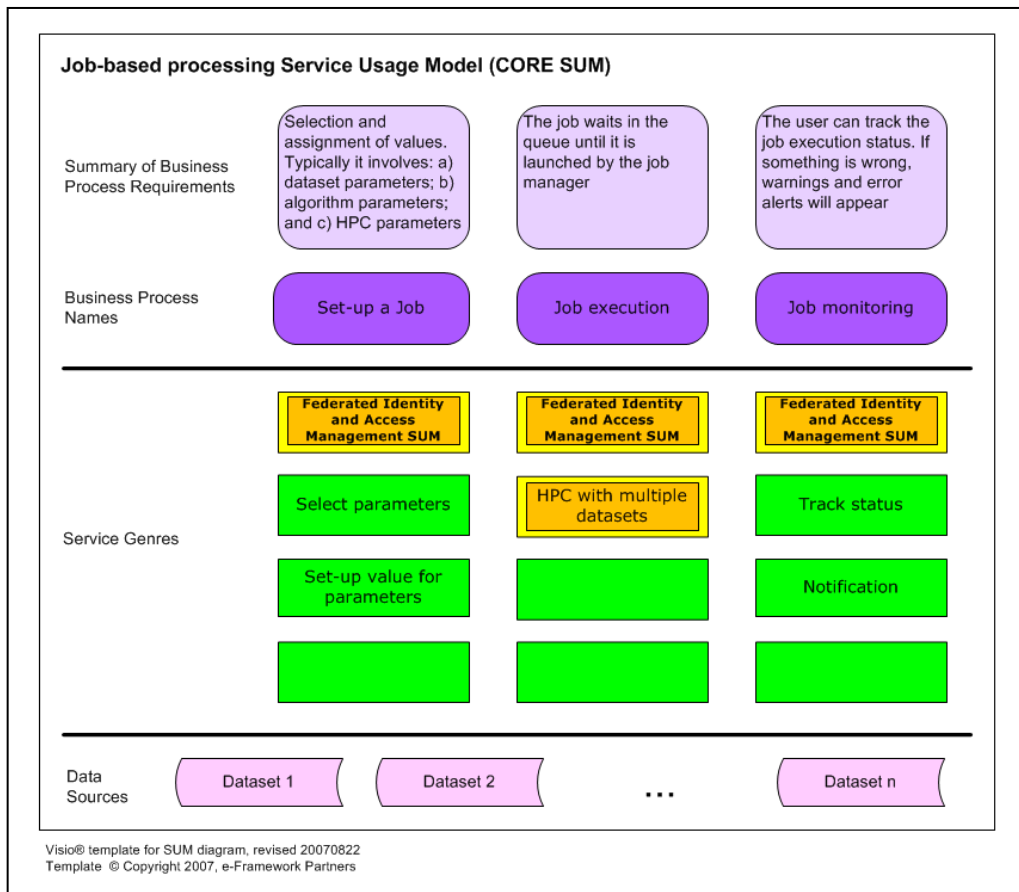 Job-based processing Service Usage Model (CORE SUM)
Summary of Business
Process Requirements
Selection and
assignment of values.
Typically it involves: a)
dataset parameters; b)
algorithm parameters;
and c) HPC parameters
The job waits in the
queue until it is
launched by the job
manager
The user can track the
job execution status. If
something is wrong,
warnings and error
alerts will appear
Business Process
Names
Set-up a Job
Job execution
Job monitoring
Service Genres
Federated Identity
and Access
Management SUM
Federated Identity
and Access
Management SUM
Federated Identity
and Access
Management SUM
Select parameters
HPC with multiple
datasets
Track status
Set-up value for
parameters
Notification
Data
Sources
Dataset 1
Dataset 2
...
Dataset n
Visio® template for SUM diagram, revised 20070822
Template © Copyright 2007, e-Framework Partners